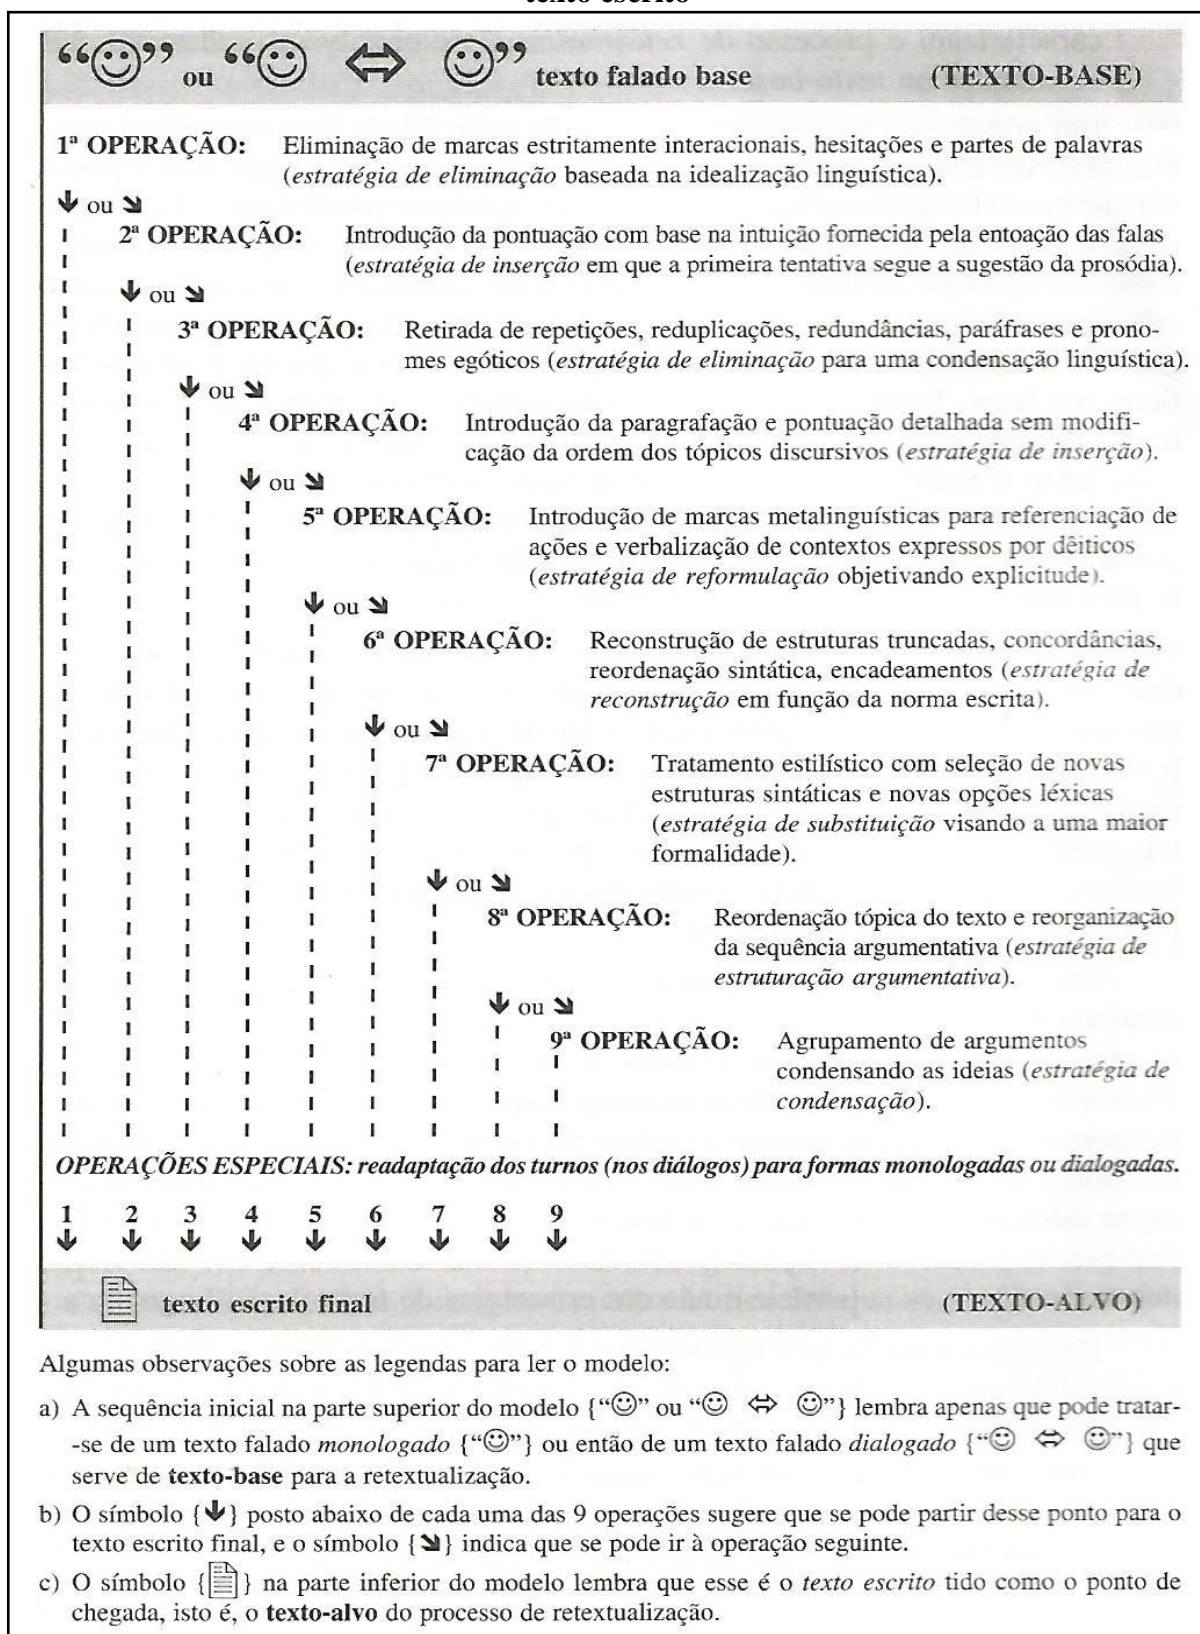 texto escrito
“☺” ou “☺ ⇔ ☺” texto falado base (TEXTO-BASE)
1ª OPERAÇÃO: Eliminação de marcas estritamente interacionais, hesitações e partes de palavras
(estratégia de eliminação baseada na idealização linguística).
🡻 ou 🡾
2ª OPERAÇÃO: Introdução da pontuação com base na intuição fornecida pela entoação das falas
(estratégia de inserção em que a primeira tentativa segue a sugestão da prosódia).
🡻 ou 🡾
3ª OPERAÇÃO: Retirada de repetições, reduplicações, redundâncias, paráfrases e prono-
mes egóticos (estratégia de eliminação para uma condensação linguística).
🡻 ou 🡾
4ª OPERAÇÃO: Introdução da paragrafação e pontuação detalhada sem modifi-
cação da ordem dos tópicos discursivos (estratégia de inserção).
🡻 ou 🡾
5ª OPERAÇÃO: Introdução de marcas metalinguísticas para referenciação de
ações e verbalização de contextos expressos por dêiticos
(estratégia de reformulação objetivando explicitude).
🡻 ou 🡾
6ª OPERAÇÃO: Reconstrução de estruturas truncadas, concordâncias,
reordenação sintática, encadeamentos (estratégia de
reconstrução em função da norma escrita).
🡻 ou 🡾
7ª OPERAÇÃO: Tratamento estilístico com seleção de novas
estruturas sintáticas e novas opções léxicas
(estratégia de substituição visando a uma maior
formalidade).
🡻 ou 🡾
8ª OPERAÇÃO: Reordenação tópica do texto e reorganização
da sequência argumentativa (estratégia de
estruturação argumentativa).
🡻 ou 🡾
9ª OPERAÇÃO: Agrupamento de argumentos
condensando as ideias (estratégia de
condensação).
OPERAÇÕES ESPECIAIS: readaptação dos turnos (nos diálogos) para formas monologadas ou dialogadas.
1 2 3 4 5 6 7 8 9
texto escrito final (TEXTO-ALVO)
Algumas observações sobre as legendas para ler o modelo:
a) A sequência inicial na parte superior do modelo {“☺” ou “☺ ⇔ ☺”} lembra apenas que pode tratar-
-se de um texto falado monologado {“☺”} ou então de um texto falado dialogado {“☺ ⇔ ☺”} que
serve de texto-base para a retextualização.
b) O símbolo {🡻} posto abaixo de cada uma das 9 operações sugere que se pode partir desse ponto para o
texto escrito final, e o símbolo {🡾} indica que se pode ir à operação seguinte.
c) O símbolo {🗎} na parte inferior do modelo lembra que esse é o texto escrito tido como o ponto de
chegada, isto é, o texto-alvo do processo de retextualização.